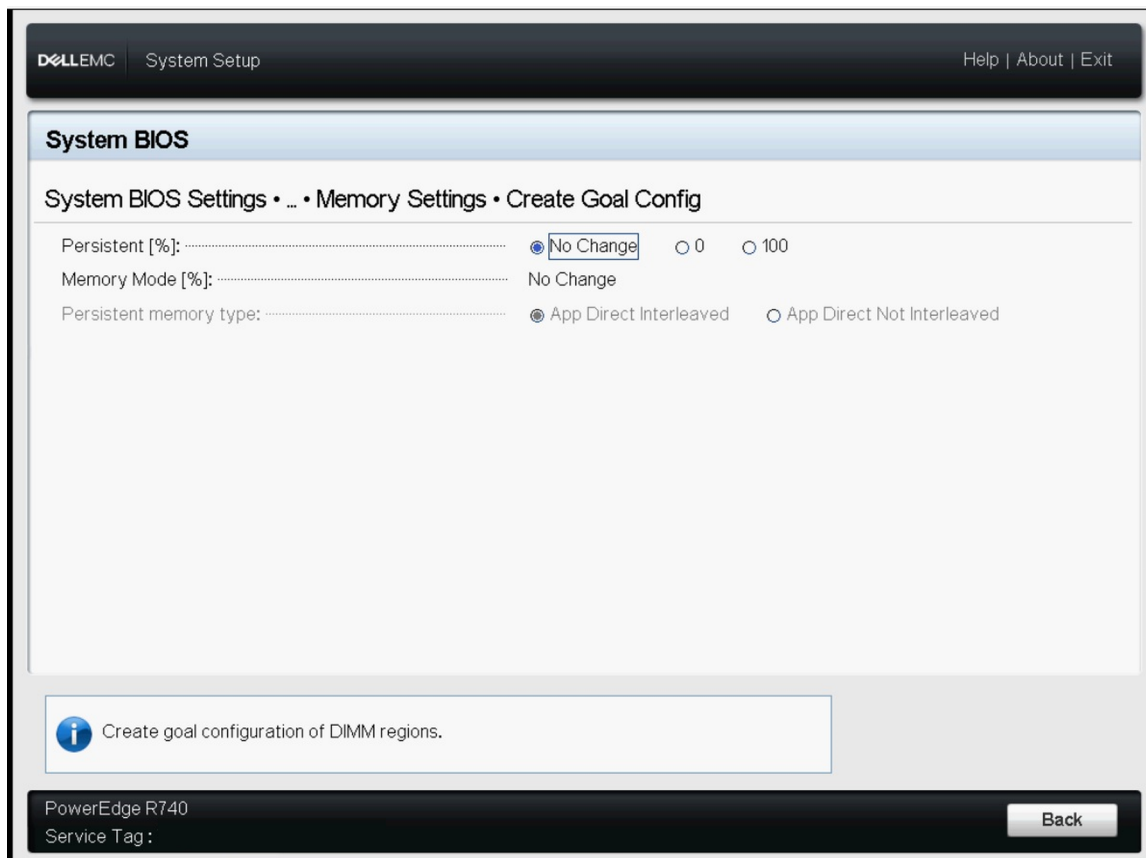 DELLEMC System Setup Help | About | Exit
System BIOS
System BIOS Settings • ... • Memory Settings • Create Goal Config
Persistent [%]: No Change 0 100
Memory Mode [%]: No Change
Persistent memory type: App Direct Interleaved App Direct Not Interleaved
Create goal configuration of DIMM regions.
PowerEdge R740
Service Tag :
Back